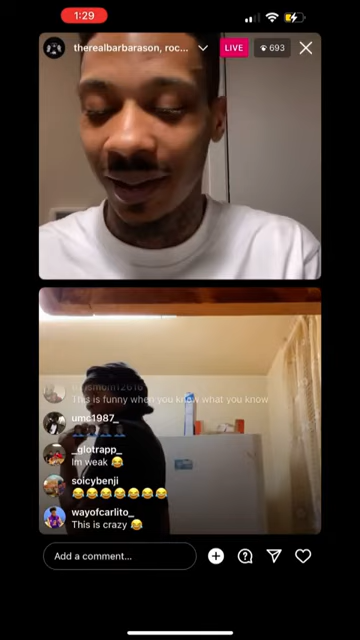 1:29
therealbarbarason, roc...
LIVE
693
This is funny when you know what you know
umc1987_
_glotrapp_
Im weak 😂
soicybenji
😂😂😂😂😂😂😂
wayofcarlito_
This is crazy 😂
Add a comment...